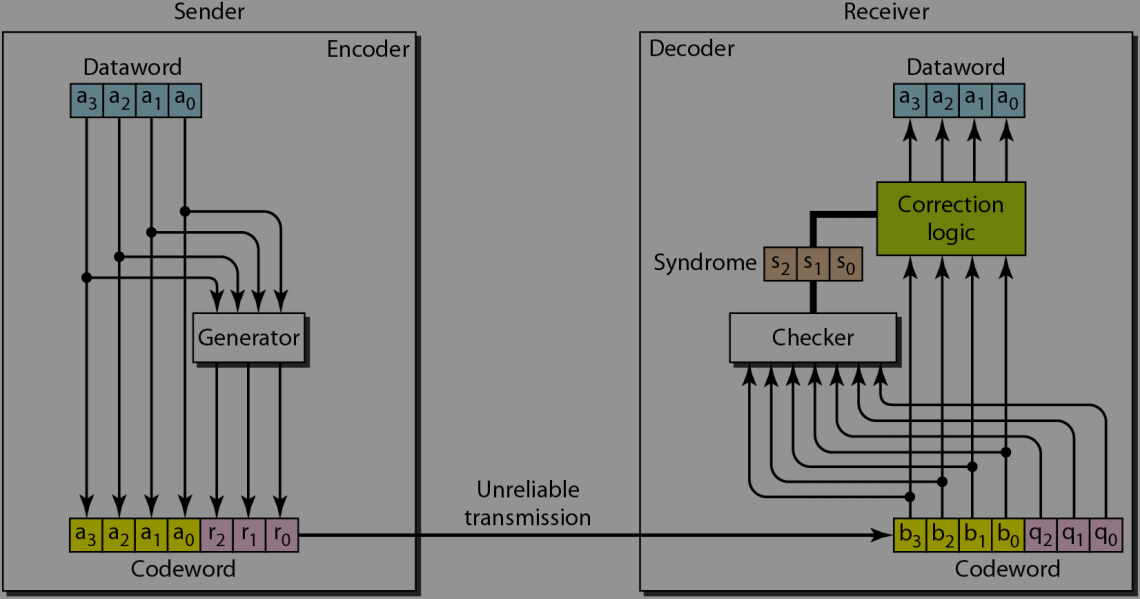 Sender
Receiver
Encoder
Decoder
Dataword
a3 a2 a1 a0
Dataword
a3 a2 a1 a0
Correction
logic
Syndrome
s2 s1 s0
Generator
Checker
Unreliable
transmission
a3 a2 a1 a0 r2 r1 r0
Codeword
b3 b2 b1 b0 q2 q1 q0
Codeword